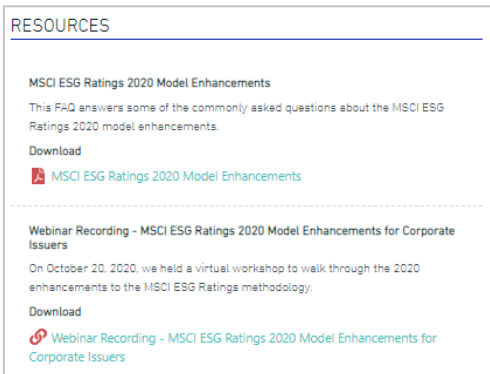 RESOURCES
MSCI ESG Ratings 2020 Model Enhancements
This FAQ answers some of the commonly asked questions about the MSCI ESG
Ratings 2020 model enhancements.
Download
MSCI ESG Ratings 2020 Model Enhancements
Webinar Recording - MSCI ESG Ratings 2020 Model Enhancements for Corporate
Issuers
On October 20, 2020, we held a virtual workshop to walk through the 2020
enhancements to the MSCI ESG Ratings methodology.
Download
Webinar Recording - MSCI ESG Ratings 2020 Model Enhancements for
Corporate Issuers